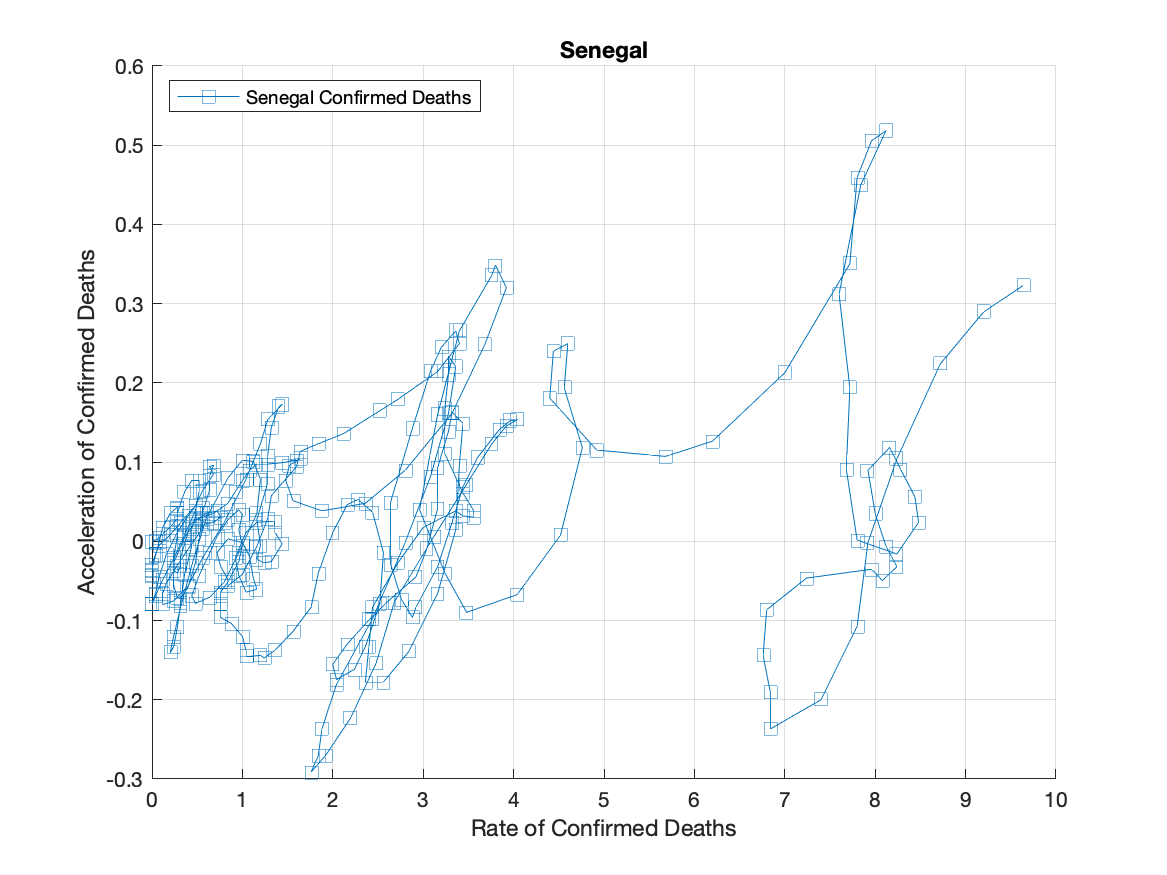 Senegal
Senegal Confirmed Deaths
Acceleration of Confirmed Deaths
0.6
0.5
0.4
0.3
0.2
0.1
0
-0.1
-0.2
-0.3
0 1 2 3 4 5 6 7 8 9 10
Rate of Confirmed Deaths